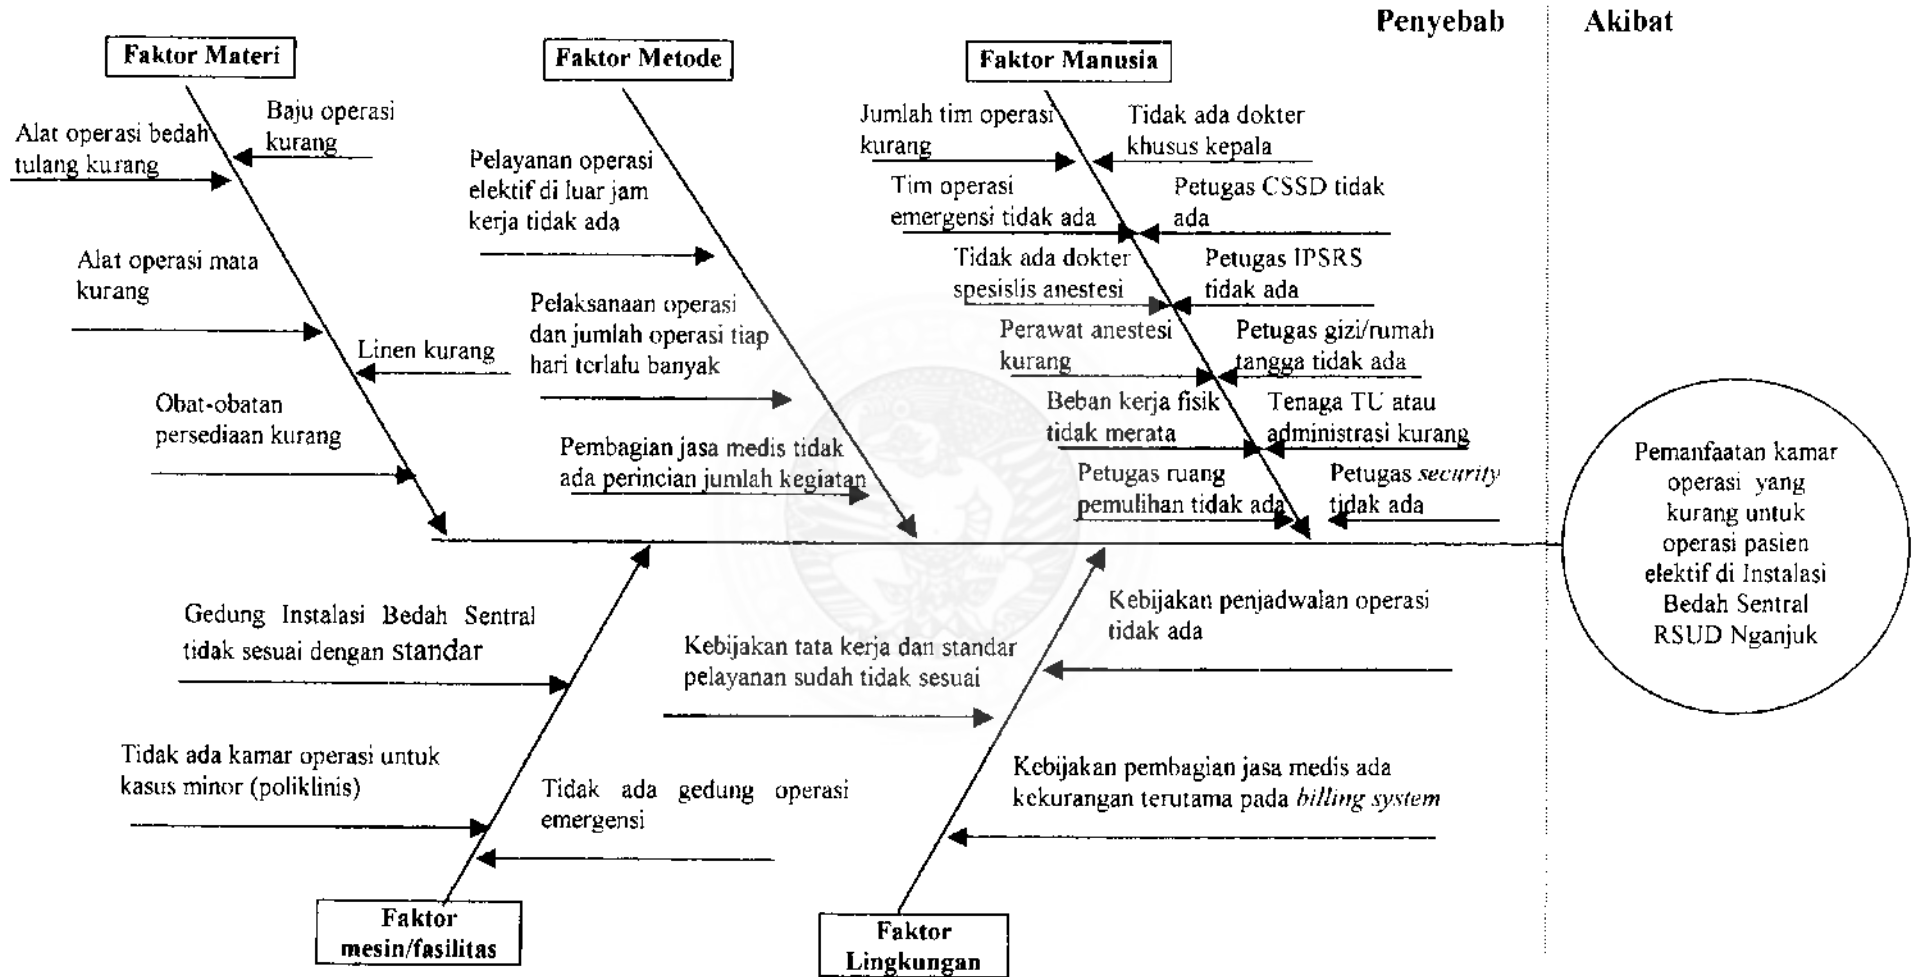 Penyebab
Akibat
Faktor Materi
Faktor Metode
Faktor Manusia
Baju operasi
kurang
Alat operasi bedah
tulang kurang
Alat operasi mata
kurang
Linen kurang
Obat-obatan
persediaan kurang
Pelayanan operasi
elektif di luar jam
kerja tidak ada
Pelaksanaan operasi
dan jumlah operasi tiap
hari terlalu banyak
Pembagian jasa medis tidak
ada perincian jumlah kegiatan
Jumlah tim operasi
kurang
Tidak ada dokter
khusus kepala
Tim operasi
emergensi tidak ada
Petugas CSSD tidak
ada
Tidak ada dokter
spesislis anestesi
Petugas IPSRS
tidak ada
Perawat anestesi
kurang
Petugas gizi/rumah
tangga tidak ada
Beban kerja fisik
tidak merata
Tenaga TU atau
administrasi kurang
Petugas ruang
pemulihan tidak ada
Petugas security
tidak ada
Pemanfaatan kamar
operasi yang
kurang untuk
operasi pasien
elektif di Instalasi
Bedah Sentral
RSUD Nganjuk
Gedung Instalasi Bedah Sentral
tidak sesuai dengan standar
Tidak ada kamar operasi untuk
kasus minor (poliklinis)
Tidak ada gedung operasi
emergensi
Kebijakan tata kerja dan standar
pelayanan sudah tidak sesuai
Kebijakan penjadwalan operasi
tidak ada
Kebijakan pembagian jasa medis ada
kekurangan terutama pada billing system
Faktor
mesin/fasilitas
Faktor
Lingkungan